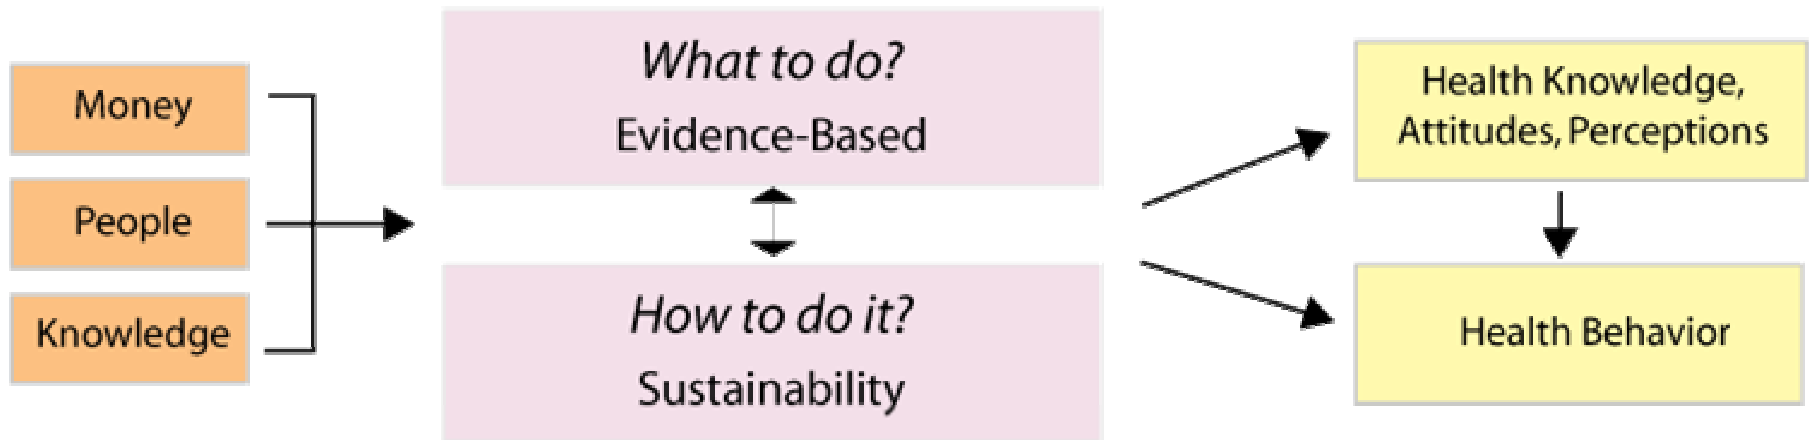 Money
People
Knowledge
What to do?
Evidence-Based
How to do it?
Sustainability
Health Knowledge,
Attitudes, Perceptions
Health Behavior